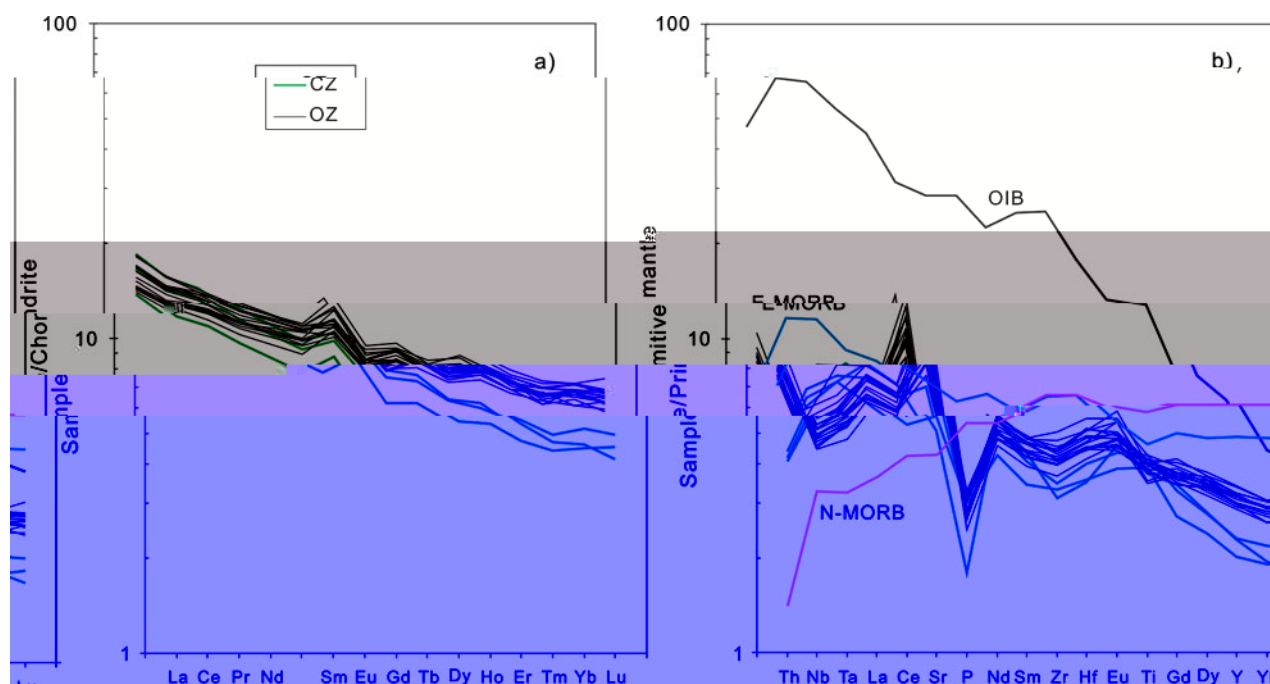 100
a)
CZ
OZ
10
1
La Ce Pr Nd Sm Eu Gd Tb Dy Ho Er Tm Yb Lu
100
b)
OIB
E-MORB
10
N-MORB
1
Th Nb Ta La Ce Sr P Nd Sm Zr Hf Eu Ti Gd Dy Y